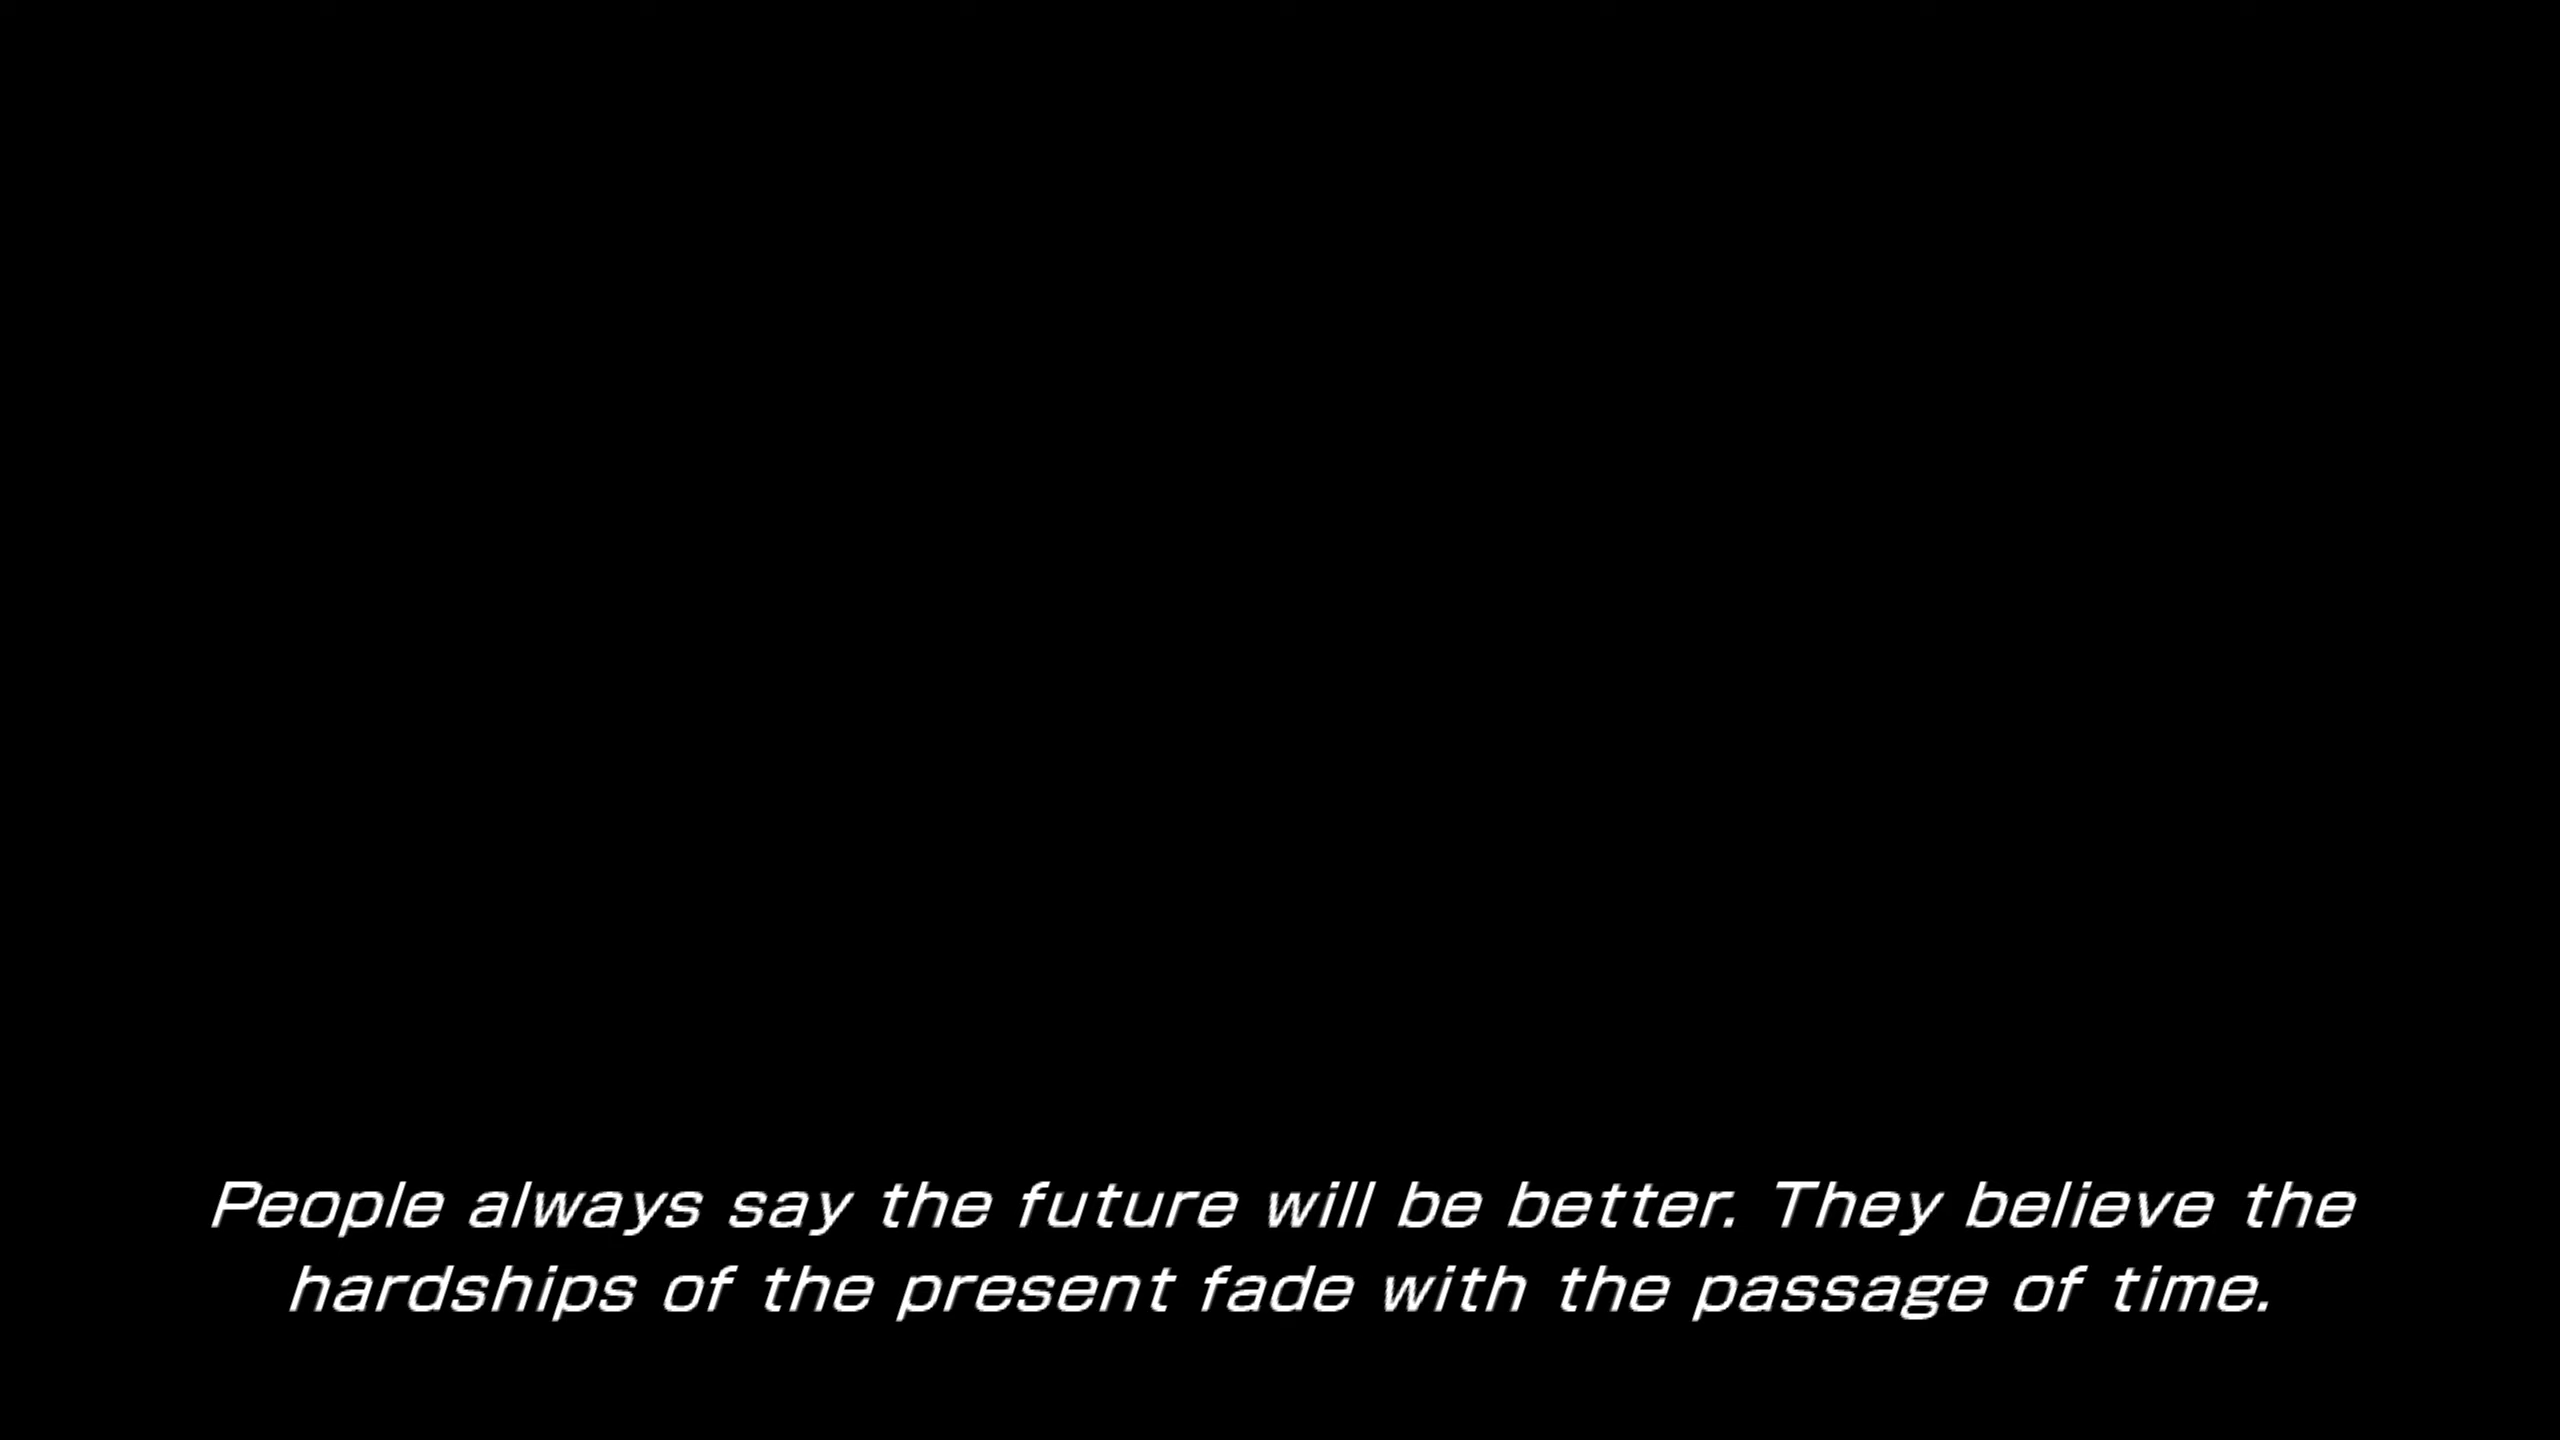 People always say the future will be better. They believe the
hardships of the present fade with the passage of time.